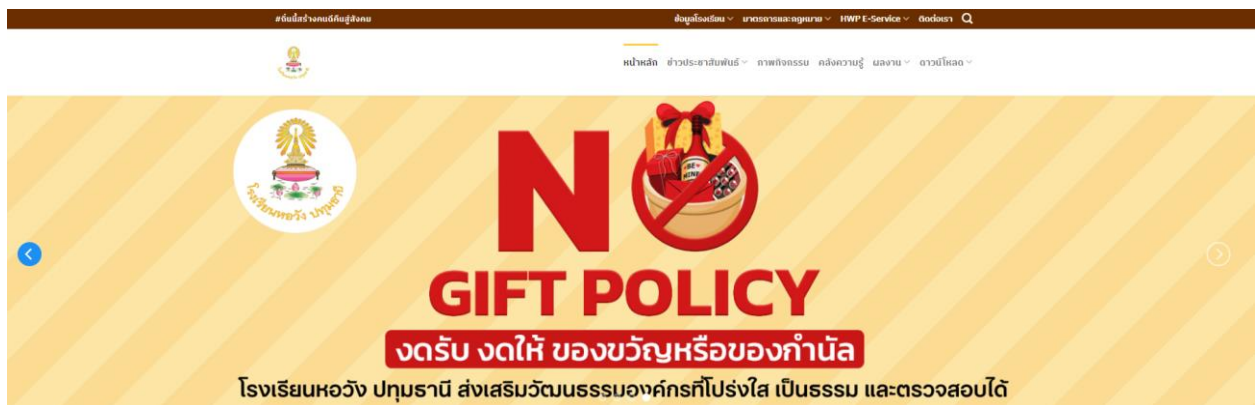 #ถิ่นนี้สร้างคนดีคืนสู่สังคม
ข้อมูลโรงเรียน มาตรการและกฎหมาย HWP E-Service ติดต่อเรา
หน้าหลัก ข่าวประชาสัมพันธ์ ภาพกิจกรรม คลังความรู้ ผลงาน ดาวน์โหลด
โรงเรียนหอวัง ปทุมธานี
NO
GIFT POLICY
งดรับ งดให้ ของขวัญหรือของกำนัล
โรงเรียนหอวัง ปทุมธานี ส่งเสริมวัฒนธรรมองค์กรที่โปร่งใส เป็นธรรม และตรวจสอบได้